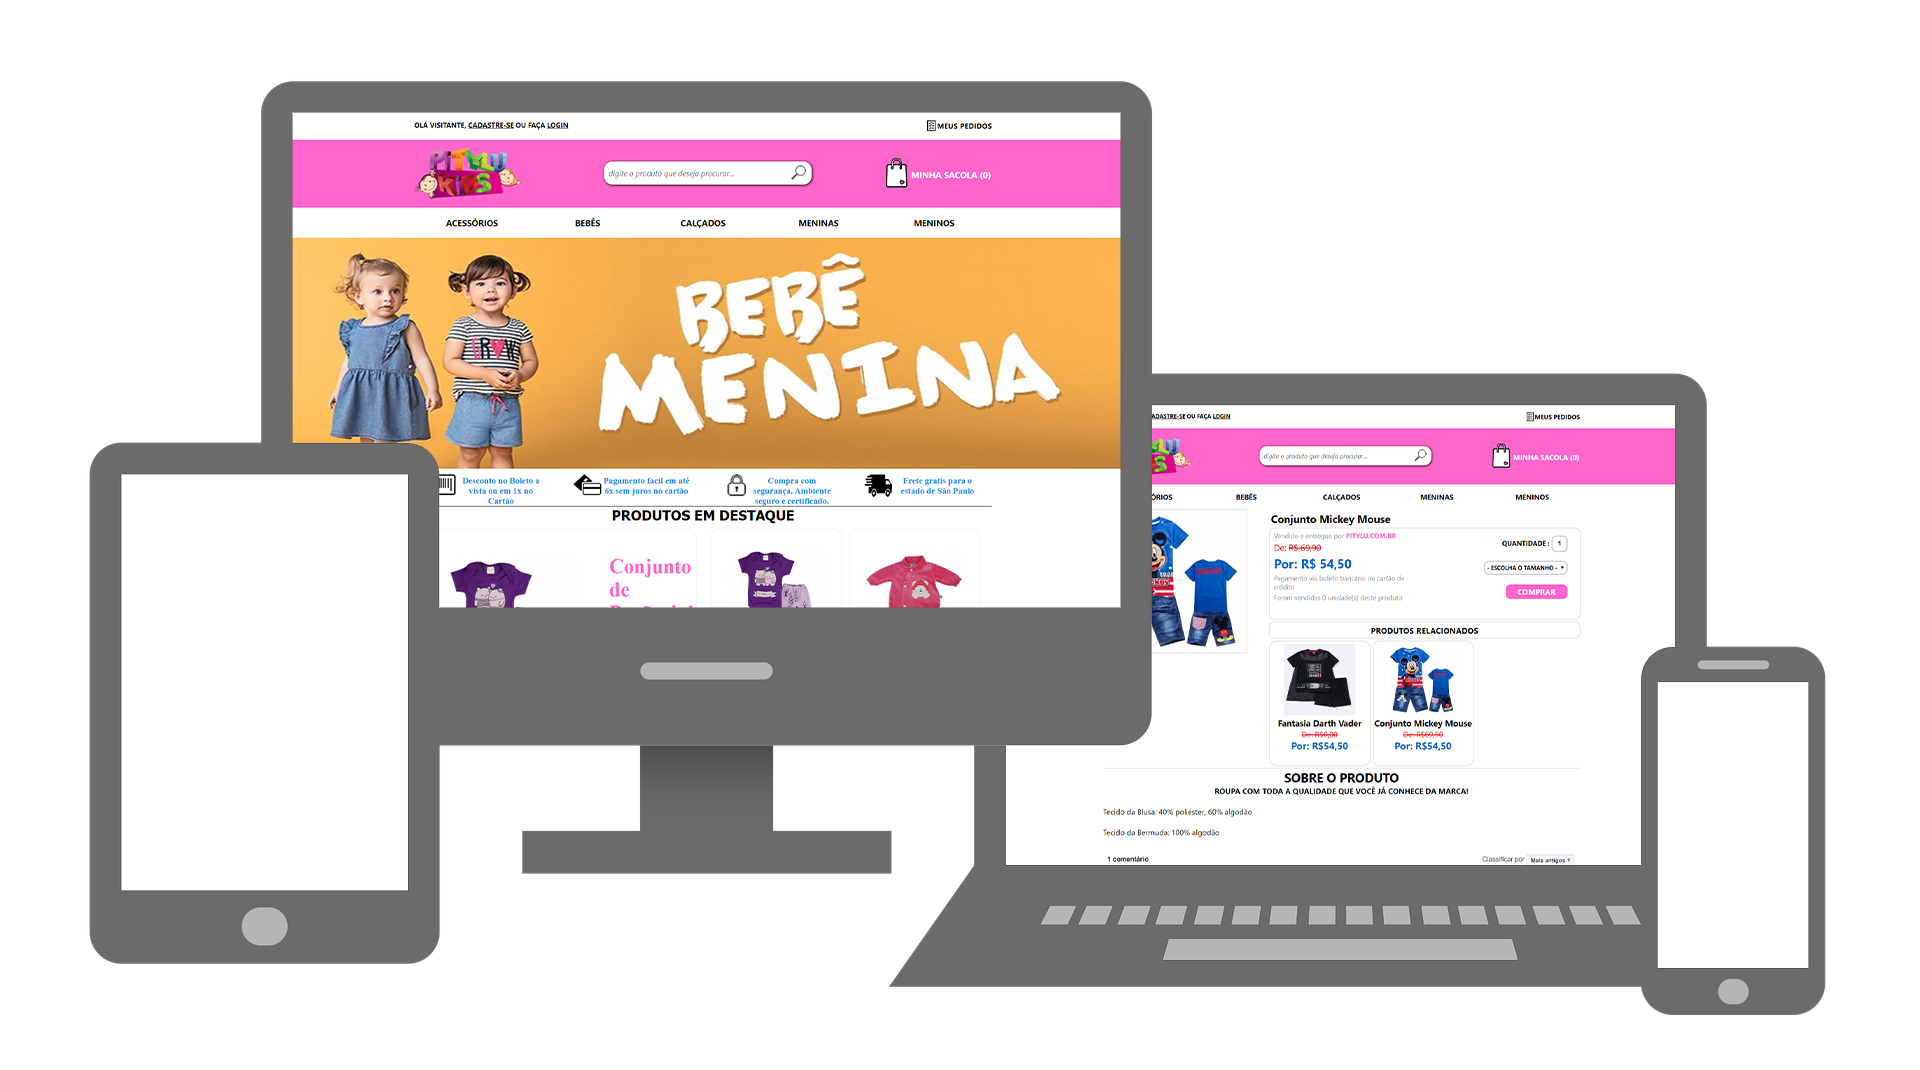 OLÁ VISITANTE, CADASTRE-SE OU FAÇA LOGIN
MEUS PEDIDOS
PITYLU
KIDS
digite o produto que deseja procurar...
MINHA SACOLA (0)
ACESSÓRIOS BEBÊS CALÇADOS MENINAS MENINOS
GROW
BEBÊ
MENINA
Desconto no Boleto a
vista ou em 1x no
Cartão
Pagamento facil em até
6x sem juros no cartão
Compra com
segurança. Ambiente
seguro e certificado.
Frete gratis para o
estado de São Paulo
PRODUTOS EM DESTAQUE
Conjunto
de
ADASTRE-SE OU FAÇA LOGIN
MEUS PEDIDOS
digite o produto que deseja procurar...
MINHA SACOLA (0)
ÓRIOS BEBÊS CALÇADOS MENINAS MENINOS
Conjunto Mickey Mouse
Vendido e entregue por PITYLU.COM.BR
De: R$ 69,90
Por: R$ 54,50
Pagamento via boleto bancário ou cartão de
crédito
Foram vendidas 0 unidade(s) deste produto
QUANTIDADE: 1
- ESCOLHA O TAMANHO -
COMPRAR
PRODUTOS RELACIONADOS
Fantasia Darth Vader
De: R$0,00
Por: R$54,50
Conjunto Mickey Mouse
De: R$69,90
Por: R$54,50
SOBRE O PRODUTO
ROUPA COM TODA A QUALIDADE QUE VOCÊ JÁ CONHECE DA MARCA!
Tecido da Blusa: 40% poliéster, 60% algodão
Tecido da Bermuda: 100% algodão
1 comentário
Classificar por Mais antigos